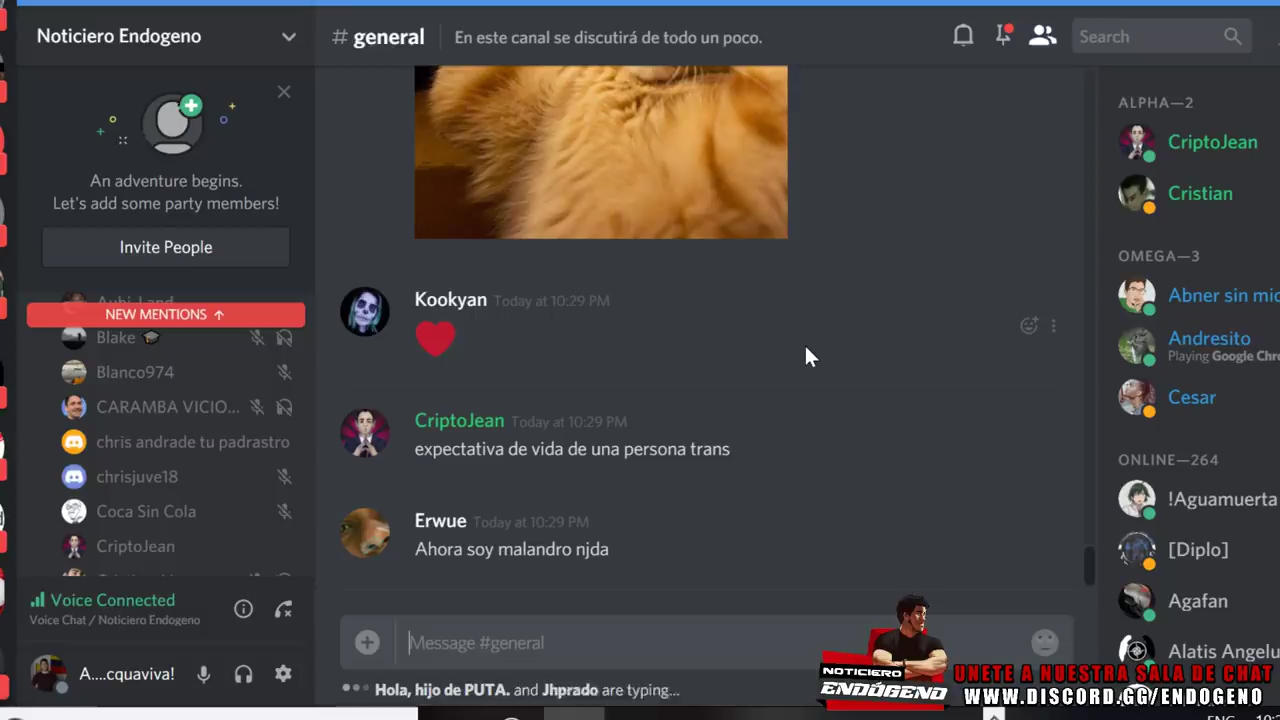 Noticiero Endogeno
# general
En este canal se discutirá de todo un poco.
Search
An adventure begins.
Let's add some party members!
Invite People
NEW MENTIONS ↑
Blake
Blanco974
CARAMBA VICIO...
chris andrade tu padrastro
chrisjuve18
Coca Sin Cola
CriptoJean
Voice Connected
Voice Chat / Noticiero Endogeno
A....cquaviva!
Kookyan Today at 10:29 PM
CriptoJean Today at 10:29 PM
expectativa de vida de una persona trans
Erwue Today at 10:29 PM
Ahora soy malandro njda
Message #general
Hola, hijo de PUTA. and Jhprado are typing...
ALPHA—2
CriptoJean
Cristian
OMEGA—3
Abner sin mic
Andresito
Playing Google Chro
Cesar
ONLINE—264
!Aguamuerta
[Diplo]
Agafan
Alatis Angelu
NOTICIERO
ENDÓGENO
UNETE A NUESTRA SALA DE CHAT
WWW.DISCORD.GG/ENDOGENO